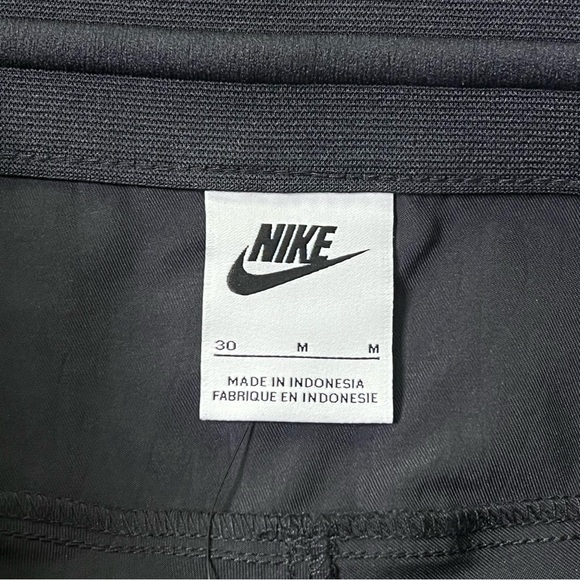 NIKE
30 M M
MADE IN INDONESIA
FABRIQUE EN INDONESIE